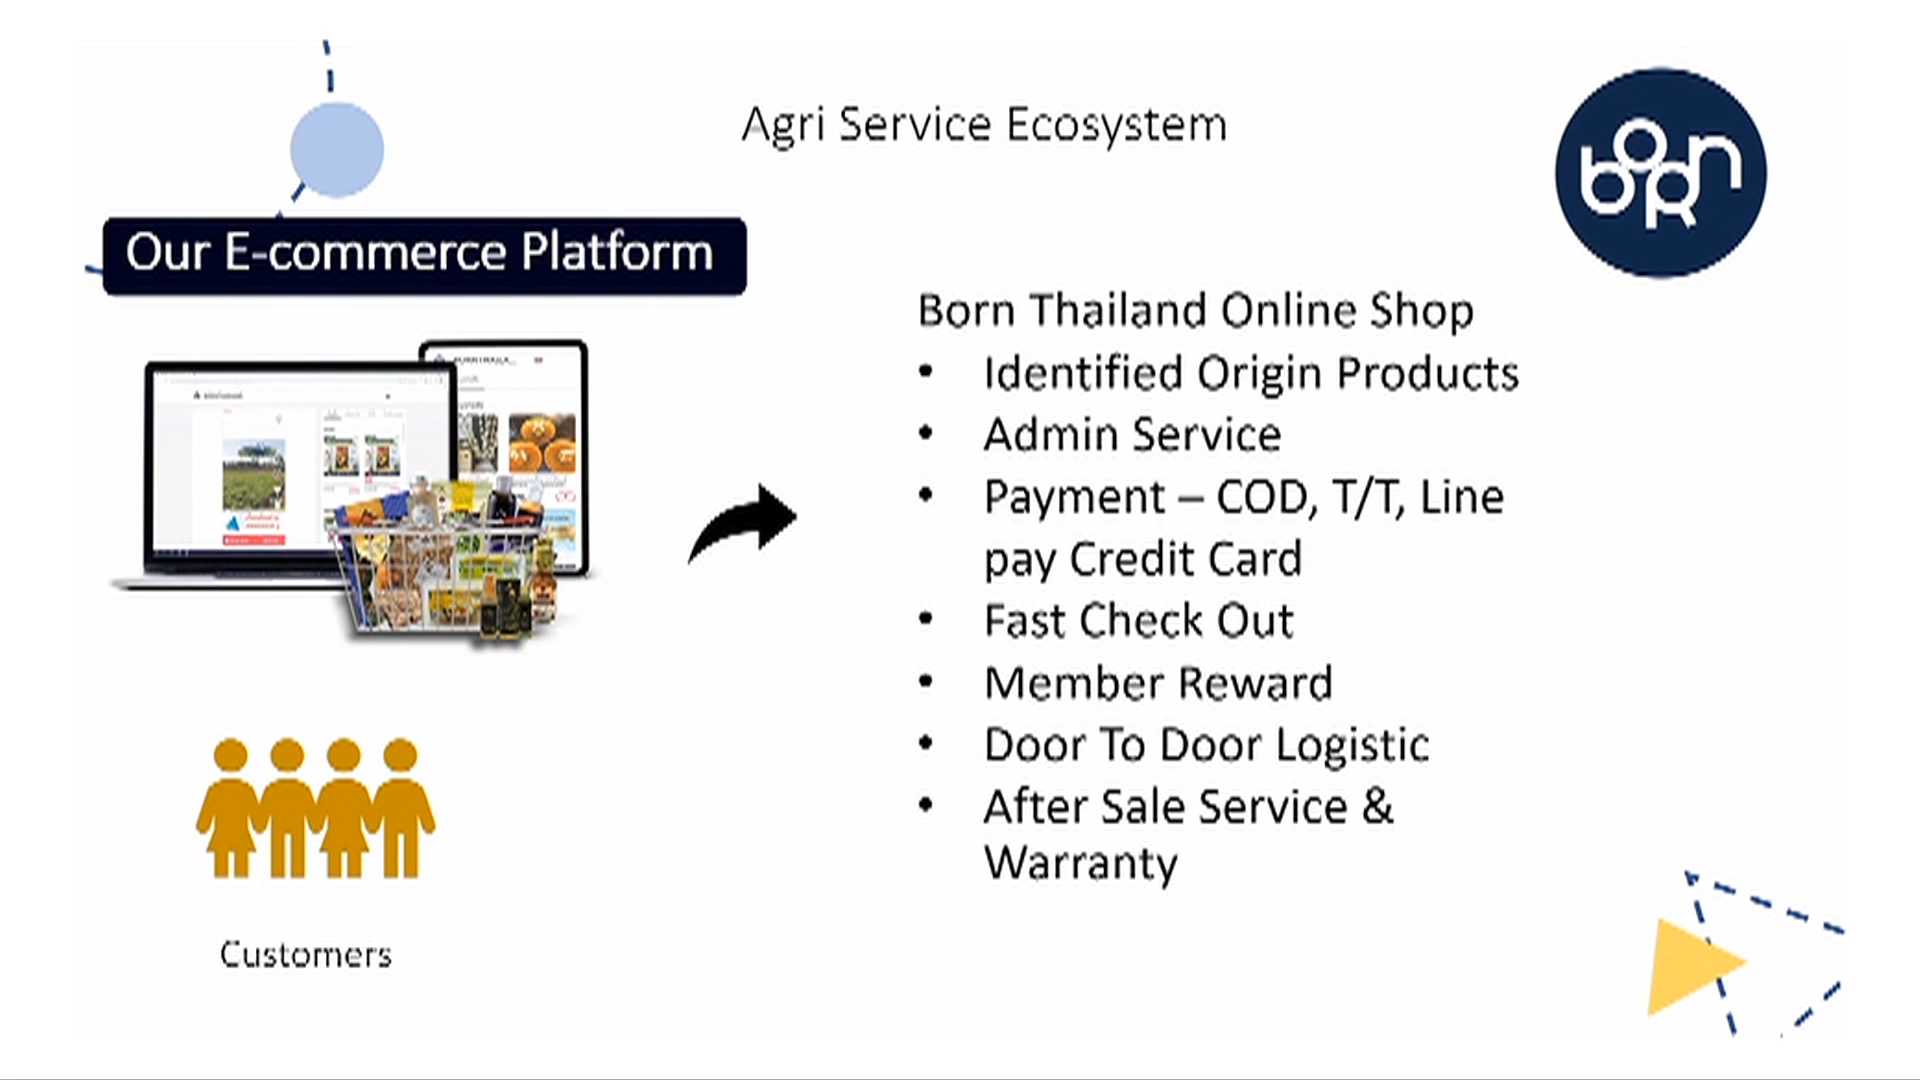 Agri Service Ecosystem
born
Our E-commerce Platform
Born Thailand Online Shop
• Identified Origin Products
• Admin Service
• Payment – COD, T/T, Line
pay Credit Card
• Fast Check Out
• Member Reward
• Door To Door Logistic
• After Sale Service &
Warranty
Customers